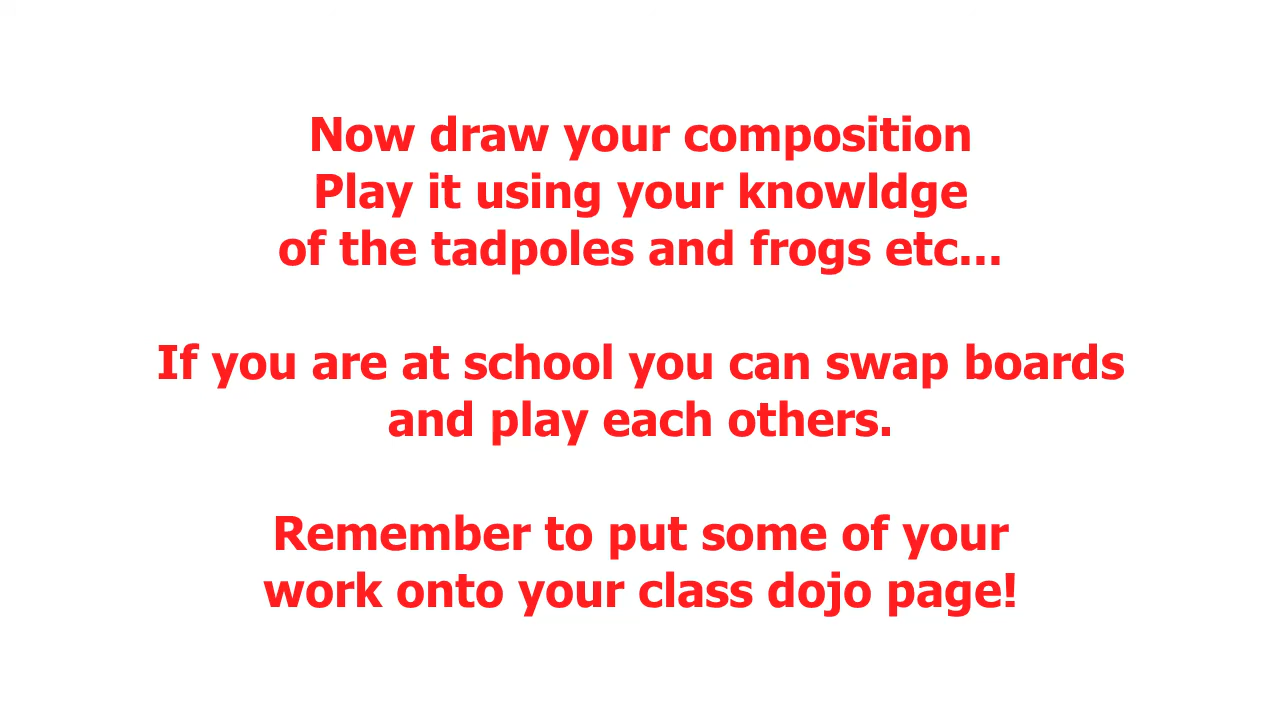 Now draw your composition
Play it using your knowldge
of the tadpoles and frogs etc...
If you are at school you can swap boards
and play each others.
Remember to put some of your
work onto your class dojo page!